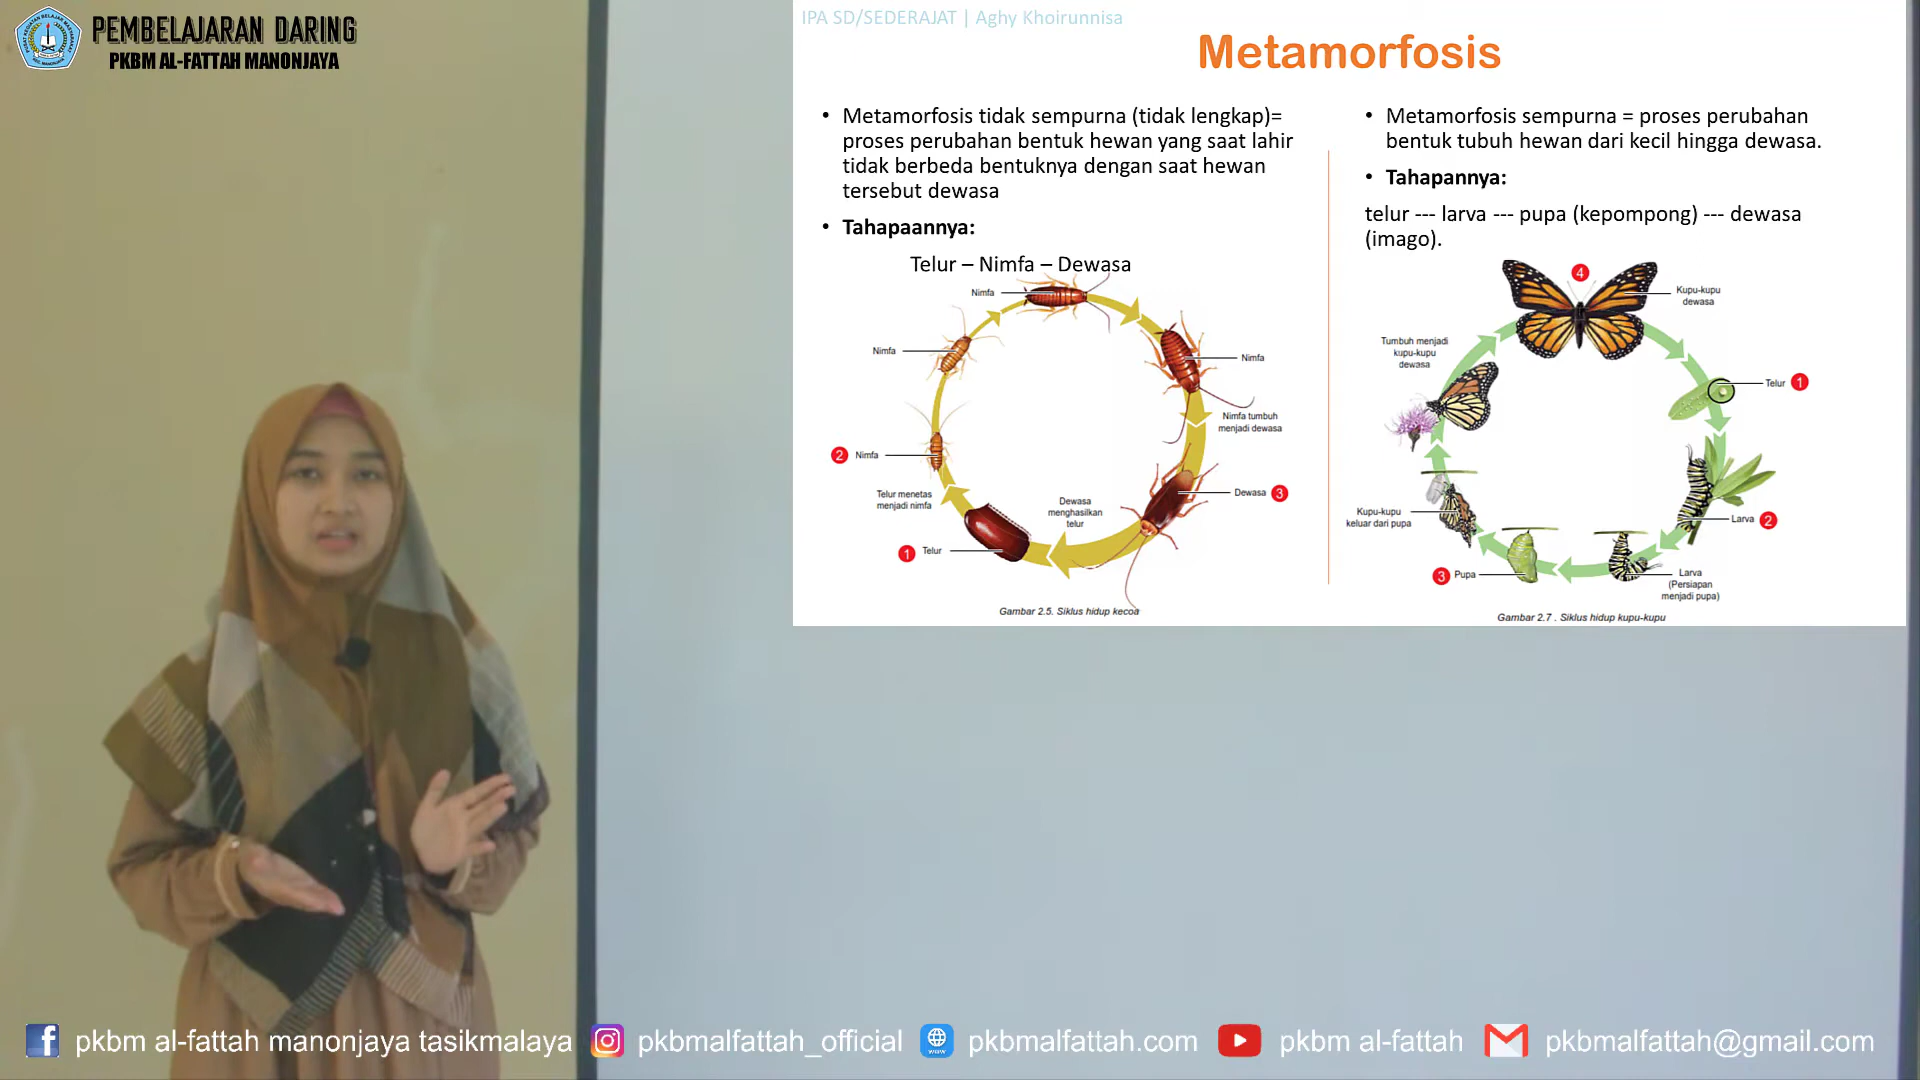 PEMBELAJARAN DARING
PKBM AL-FATTAH MANONJAYA
IPA SD/SEDERAJAT | Aghy Khoirunnisa
Metamorfosis
• Metamorfosis tidak sempurna (tidak lengkap)=
proses perubahan bentuk hewan yang saat lahir
tidak berbeda bentuknya dengan saat hewan
tersebut dewasa
• Tahapaannya:
Telur – Nimfa – Dewasa
Nimfa
Nimfa
Nimfa
Nimfa tumbuh
menjadi dewasa
2 Nimfa
Dewasa 3
Telur menetas
menjadi nimfa
Dewasa
menghasilkan
telur
1 Telur
Gambar 2.5. Siklus hidup kecoa
• Metamorfosis sempurna = proses perubahan
bentuk tubuh hewan dari kecil hingga dewasa.
• Tahapannya:
telur --- larva --- pupa (kepompong) --- dewasa
(imago).
4
Kupu-kupu
dewasa
Tumbuh menjadi
kupu-kupu
dewasa
Telur 1
Kupu-kupu
keluar dari pupa
Larva 2
3 Pupa
Larva
(Persiapan
menjadi pupa)
Gambar 2.7 . Siklus hidup kupu-kupu
pkbm al-fattah manonjaya tasikmalaya
pkbmalfattah_official
pkbmalfattah.com
pkbm al-fattah
pkbmalfattah@gmail.com